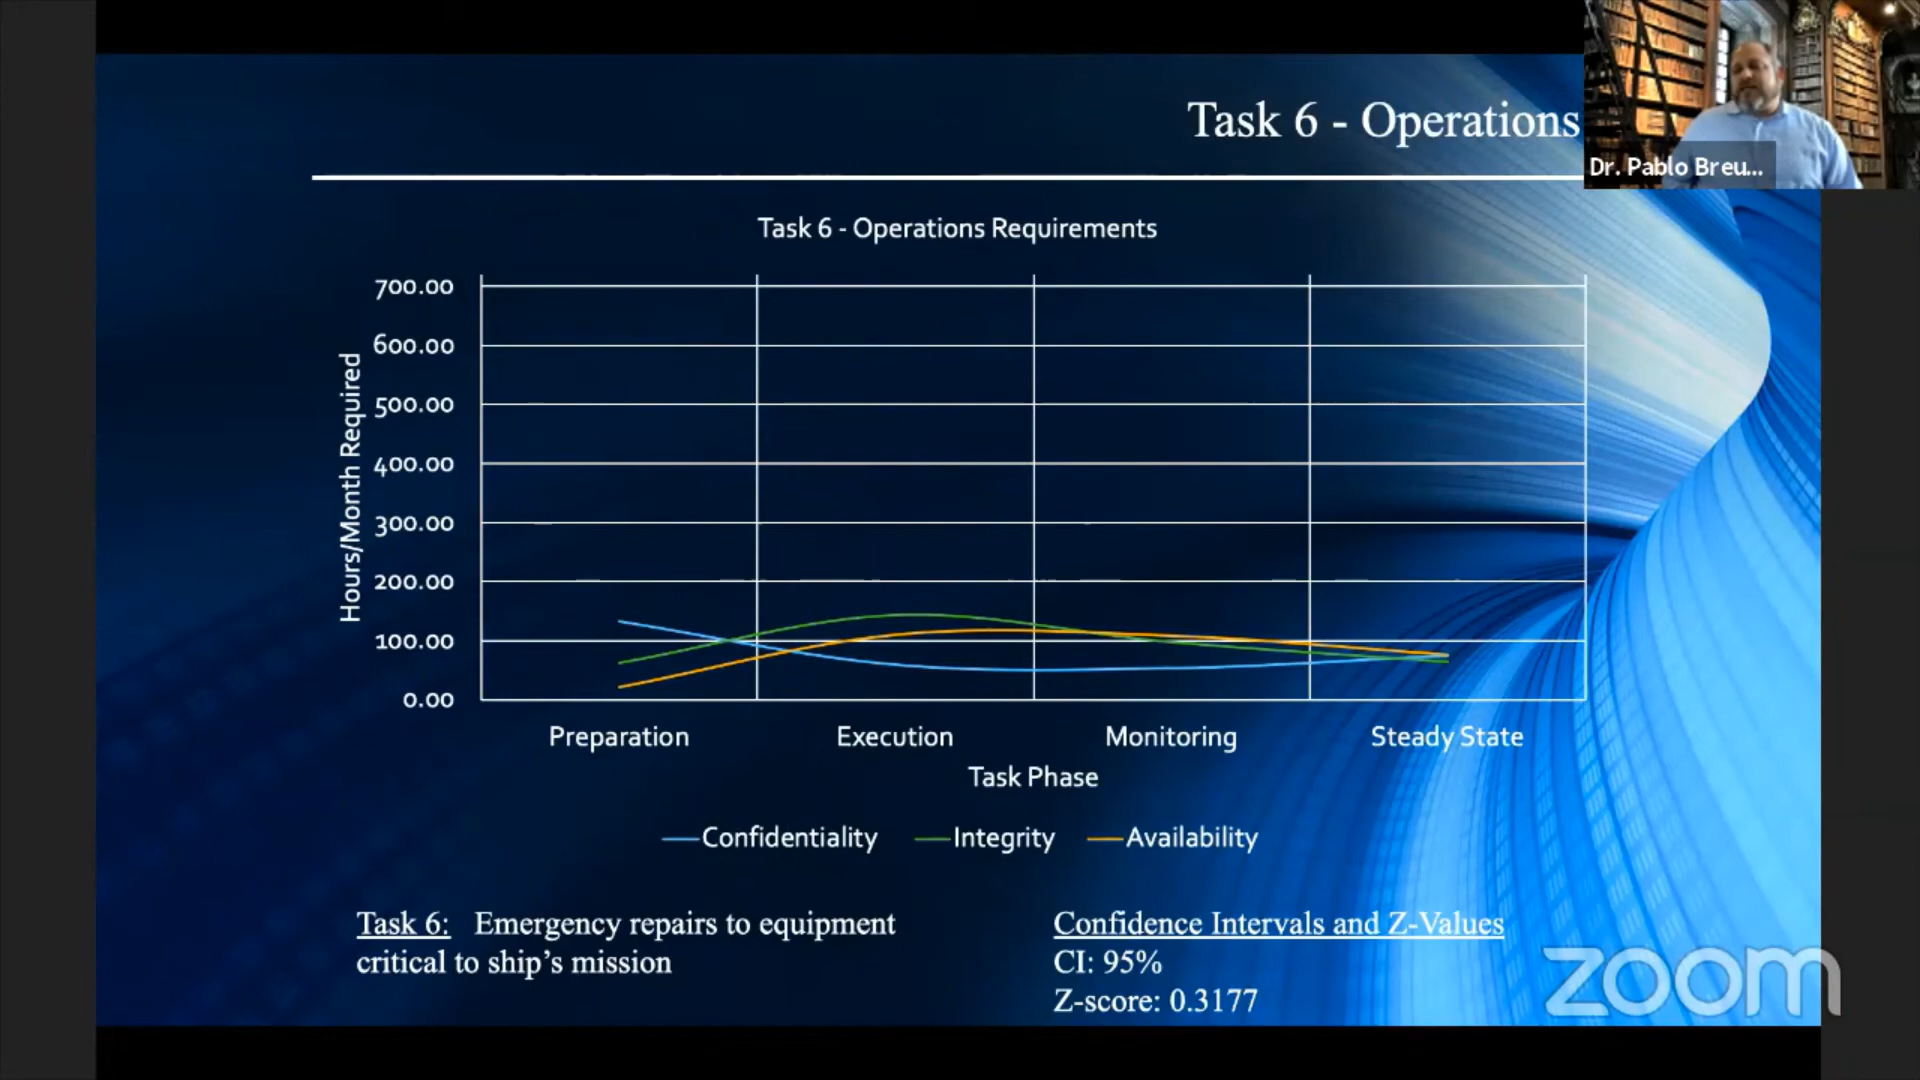 Task 6 - Operations
Dr. Pablo Breu...
Task 6 - Operations Requirements
Hours/Month Required
700.00
600.00
500.00
400.00
300.00
200.00
100.00
0.00
Preparation
Execution
Monitoring
Steady State
Task Phase
Confidentiality
Integrity
Availability
Task 6: Emergency repairs to equipment
critical to ship's mission
Confidence Intervals and Z-Values
CI: 95%
Z-score: 0.3177
zoom